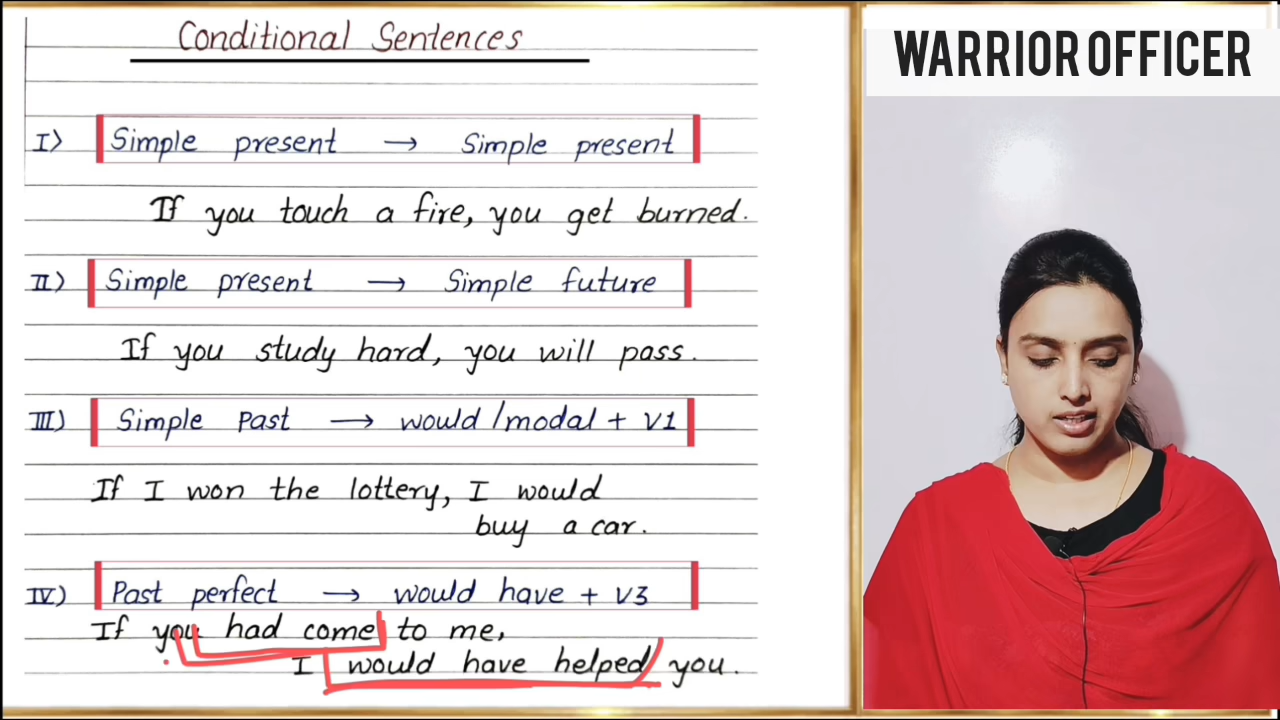 Conditional Sentences
I) Simple present → Simple present
If you touch a fire, you get burned.
II) Simple present → Simple future
If you study hard, you will pass.
III) Simple Past → would /modal + V1
If I won the lottery, I would
buy a car.
IV) Past perfect → would have + V3
If you had come to me,
I would have helped you.
WARRIOR OFFICER